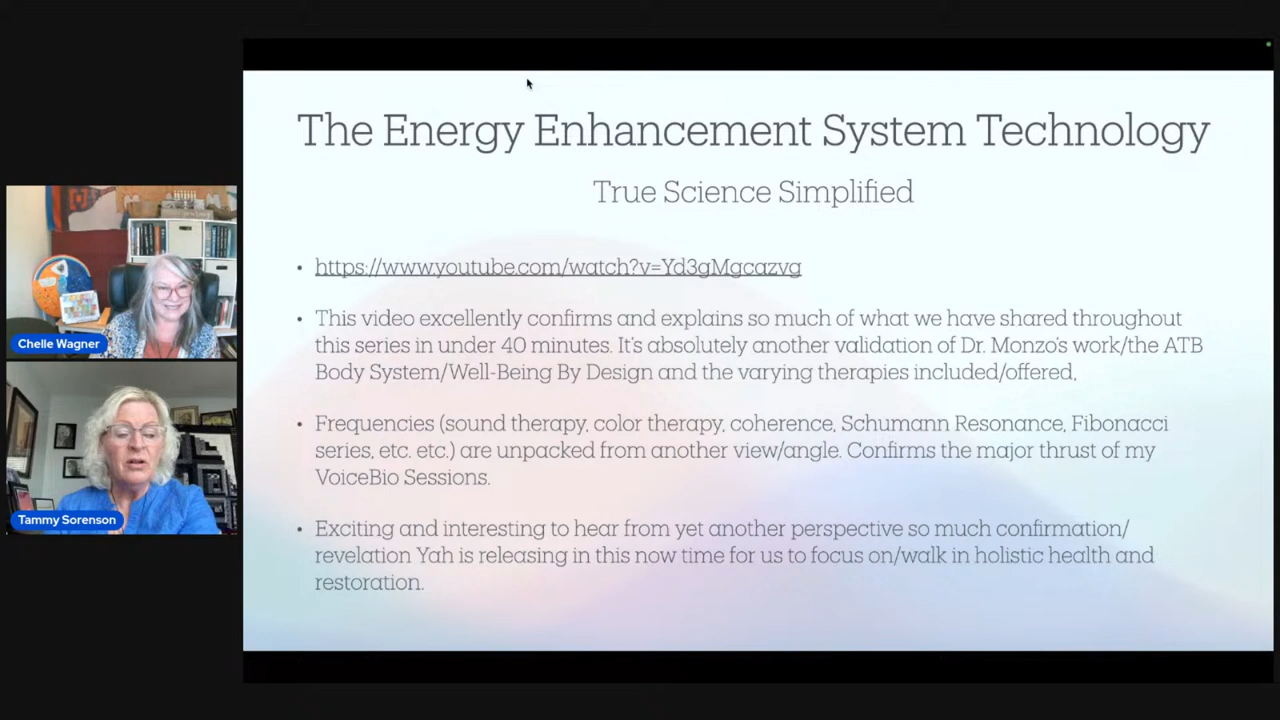 The Energy Enhancement System Technology
True Science Simplified
• https://www.youtube.com/watch?v=Yd3gMgcazvg
• This video excellently confirms and explains so much of what we have shared throughout
this series in under 40 minutes. It's absolutely another validation of Dr. Monzo's work/the ATB
Body System/Well-Being By Design and the varying therapies included/offered,
• Frequencies (sound therapy, color therapy, coherence, Schumann Resonance, Fibonacci
series, etc. etc.) are unpacked from another view/angle. Confirms the major thrust of my
VoiceBio Sessions.
• Exciting and interesting to hear from yet another perspective so much confirmation/
revelation Yah is releasing in this now time for us to focus on/walk in holistic health and
restoration.
Chelle Wagner
Tammy Sorenson